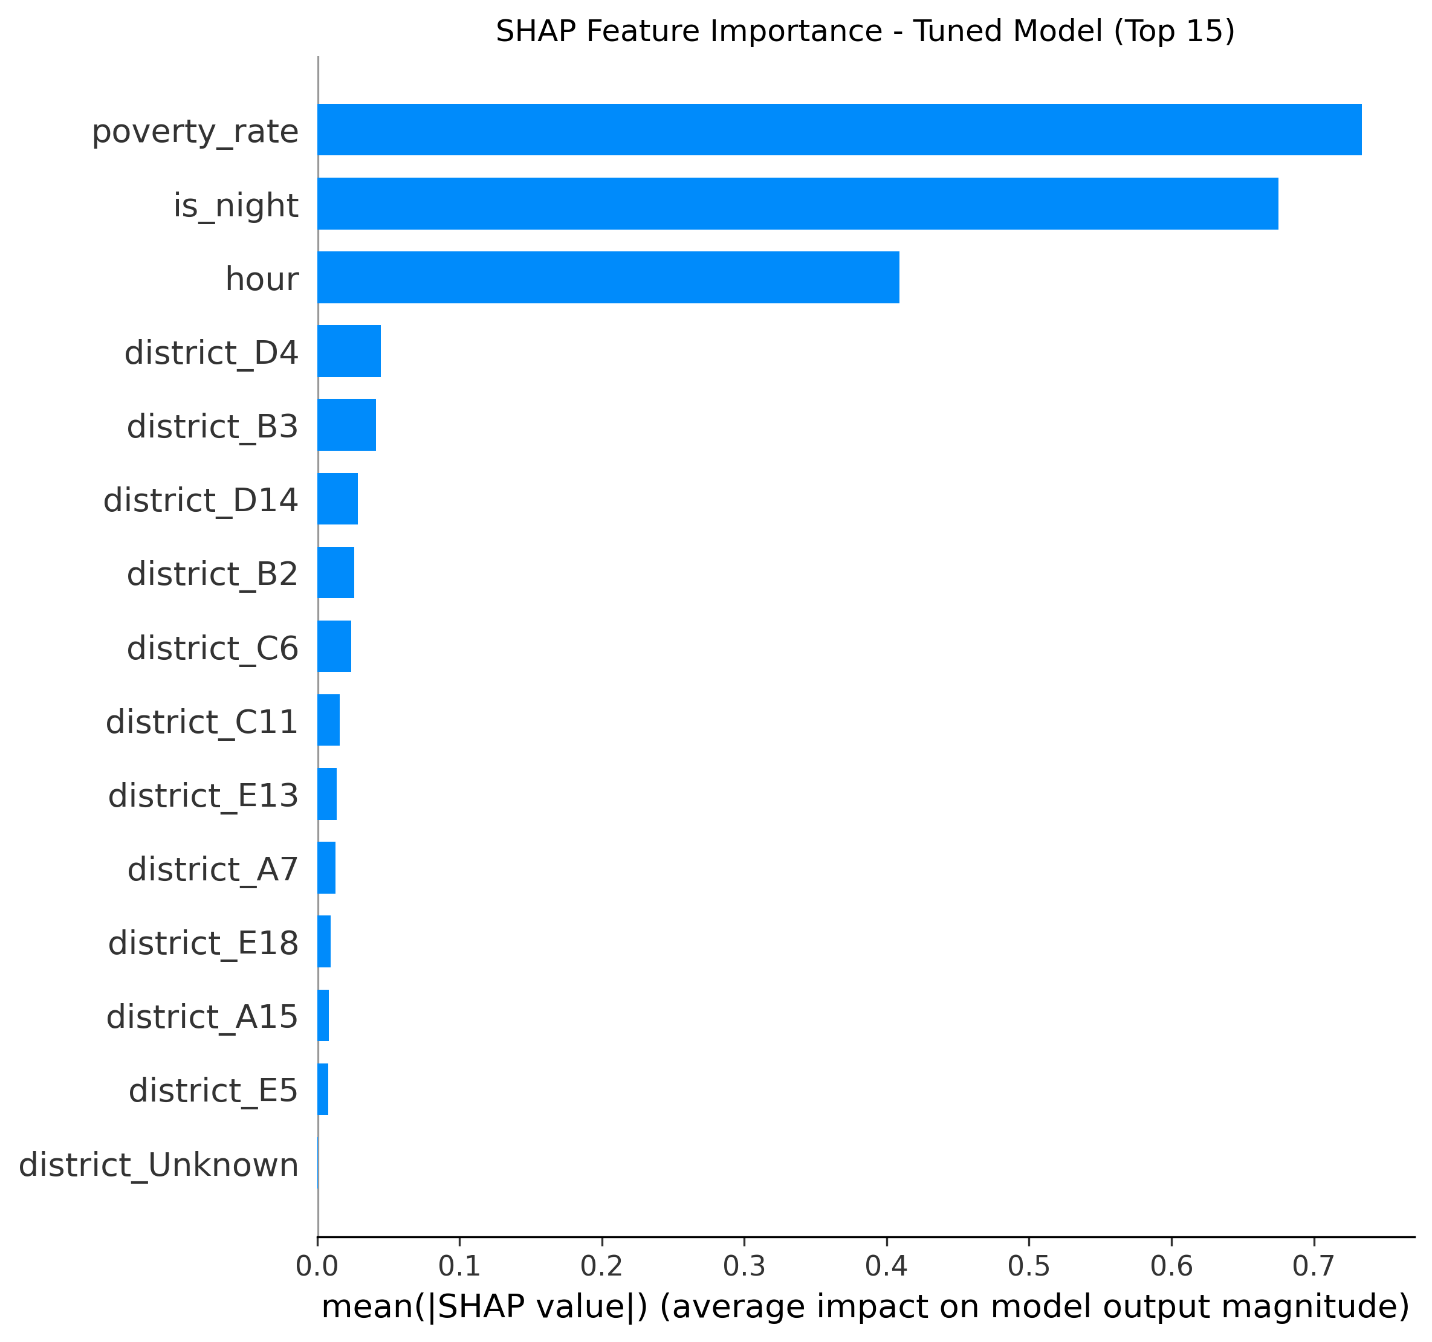 SHAP Feature Importance - Tuned Model (Top 15)
poverty_rate
is_night
hour
district_D4
district_B3
district_D14
district_B2
district_C6
district_C11
district_E13
district_A7
district_E18
district_A15
district_E5
district_Unknown
0.0 0.1 0.2 0.3 0.4 0.5 0.6 0.7
mean(|SHAP value|) (average impact on model output magnitude)